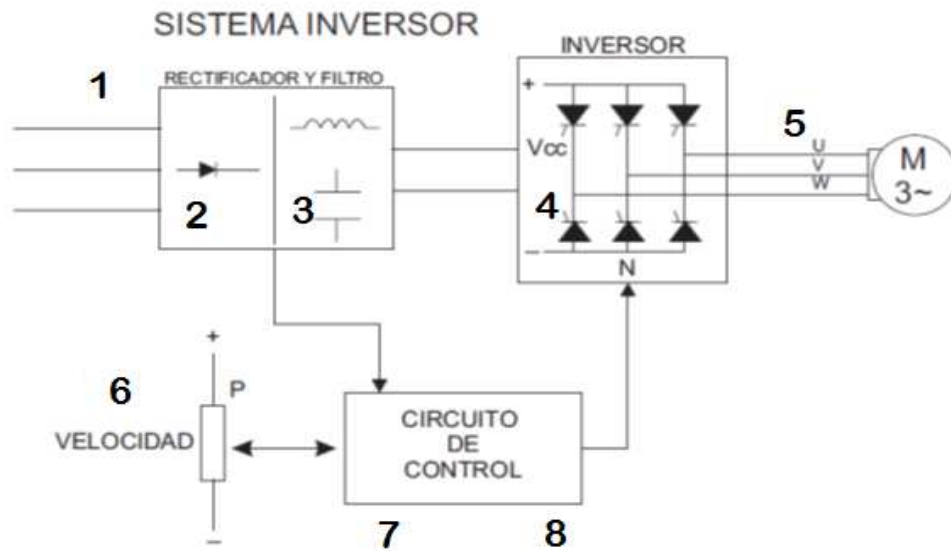 SISTEMA INVERSOR
INVERSOR
1
RECTIFICADOR Y FILTRO
+
5
Vcc
U
V
W
M
3~
2
3
4
–
N
+
6
P
VELOCIDAD
CIRCUITO
DE
CONTROL
–
7
8